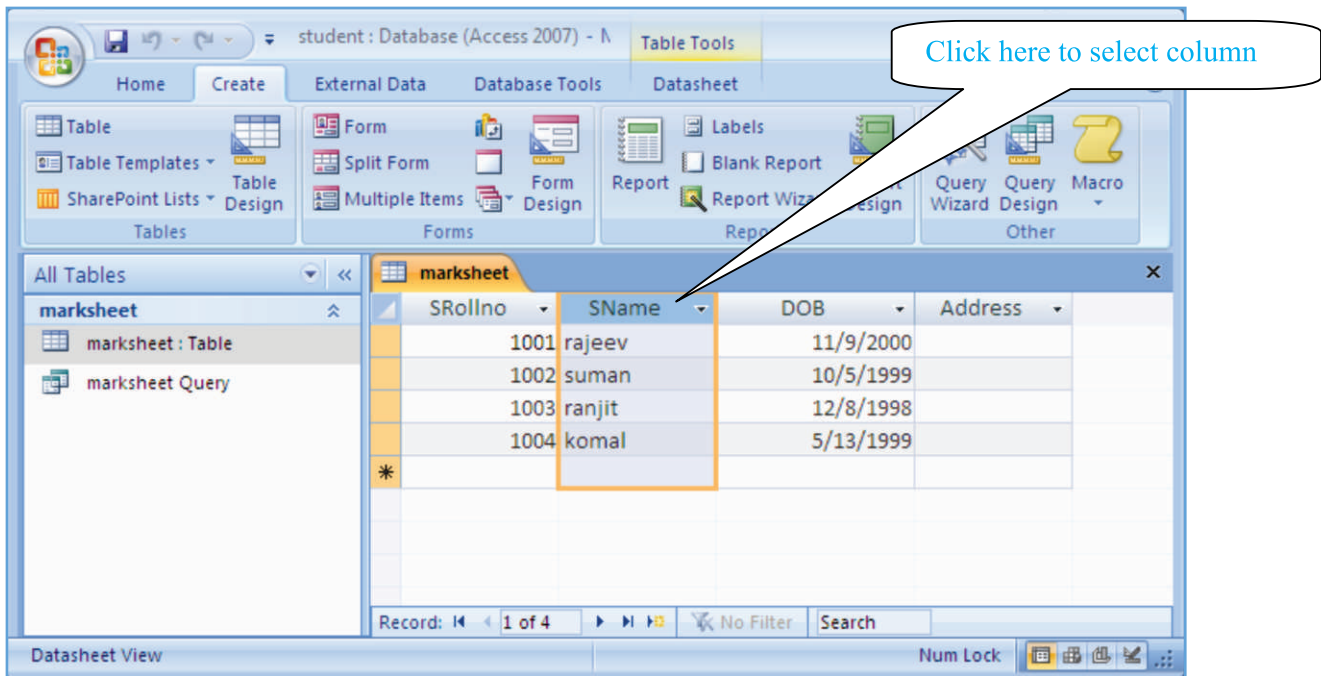 student : Database (Access 2007) - 
Table Tools
Click here to select column
Home Create External Data Database Tools Datasheet
Table
Table Templates
SharePoint Lists
Table Design
Tables
Form
Split Form
Multiple Items
Form Design
Forms
Report
Labels
Blank Report
Report
Query Wizard
Query Design
Macro
Other
All Tables
marksheet
marksheet : Table
marksheet Query
marksheet
SRollno SName DOB Address
1001 rajeev 11/9/2000
1002 suman 10/5/1999
1003 ranjit 12/8/1998
1004 komal 5/13/1999
Record: 1 of 4 No Filter Search
Datasheet View Num Lock